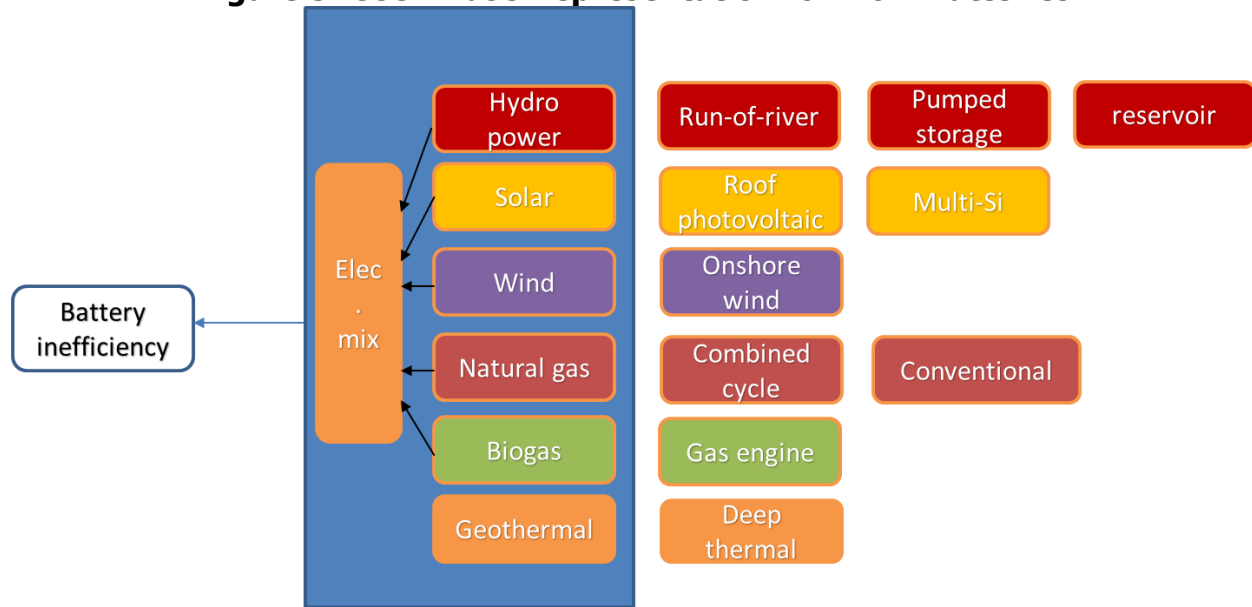 Hydro
power
Run-of-river
Pumped
storage
reservoir
Solar
Roof
photovoltaic
Multi-Si
Elec
.
mix
Wind
Onshore
wind
Battery
inefficiency
Natural gas
Combined
cycle
Conventional
Biogas
Gas engine
Geothermal
Deep
thermal